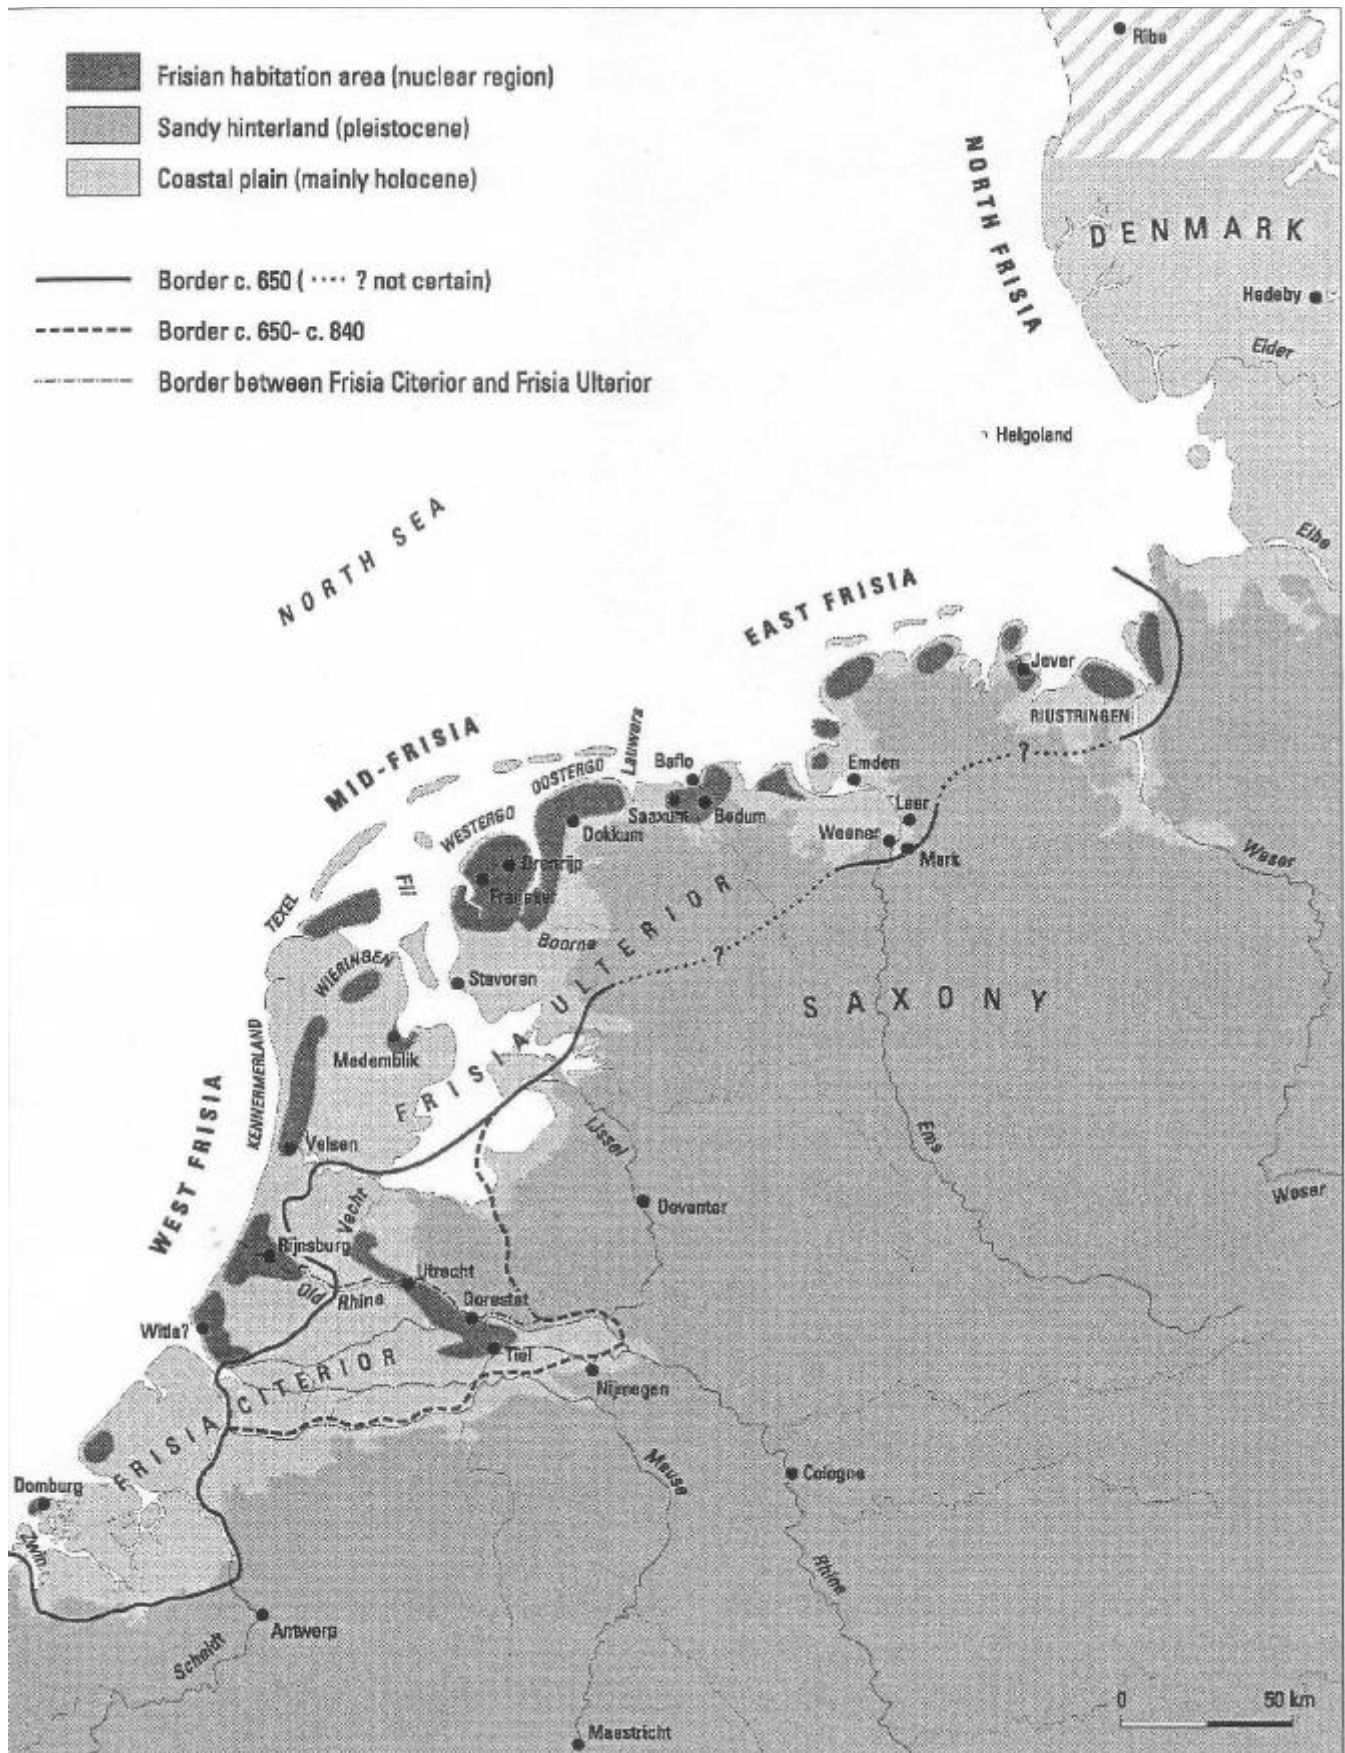 Frisian habitation area (nuclear region)
Sandy hinterland (pleistocene)
Coastal plain (mainly holocene)
Border c. 650 ( ···· ? not certain)
Border c. 650- c. 840
Border between Frisia Citerior and Frisia Ulterior
Ribe
NORTH FRISIA
DENMARK
Hedeby
Eider
Helgoland
NORTH SEA
Elbe
EAST FRISIA
Jever
RIUSTRINGEN
?
MID-FRISIA
Lauwers
Baflo
OOSTERGO
Emden
WESTERGO
Saaxum
Bedum
Leer
Dokkum
Weener
Mark
Weser
Dronrijp
Franeker
Fli
TEXEL
Boorne
?
WIERINGEN
Stavoren
FRISIA ULTERIOR
SAXONY
KENNERMERLAND
Medemblik
WEST FRISIA
Velsen
IJssel
Ems
Weser
Vecht
Deventer
Rijnsburg
Utrecht
Old Rhine
Dorestat
Witla?
Tiel
Nijmegen
FRISIA CITERIOR
Meuse
Cologne
Domburg
Zwin
Rhine
Antwerp
Scheldt
0 50 km
Maastricht